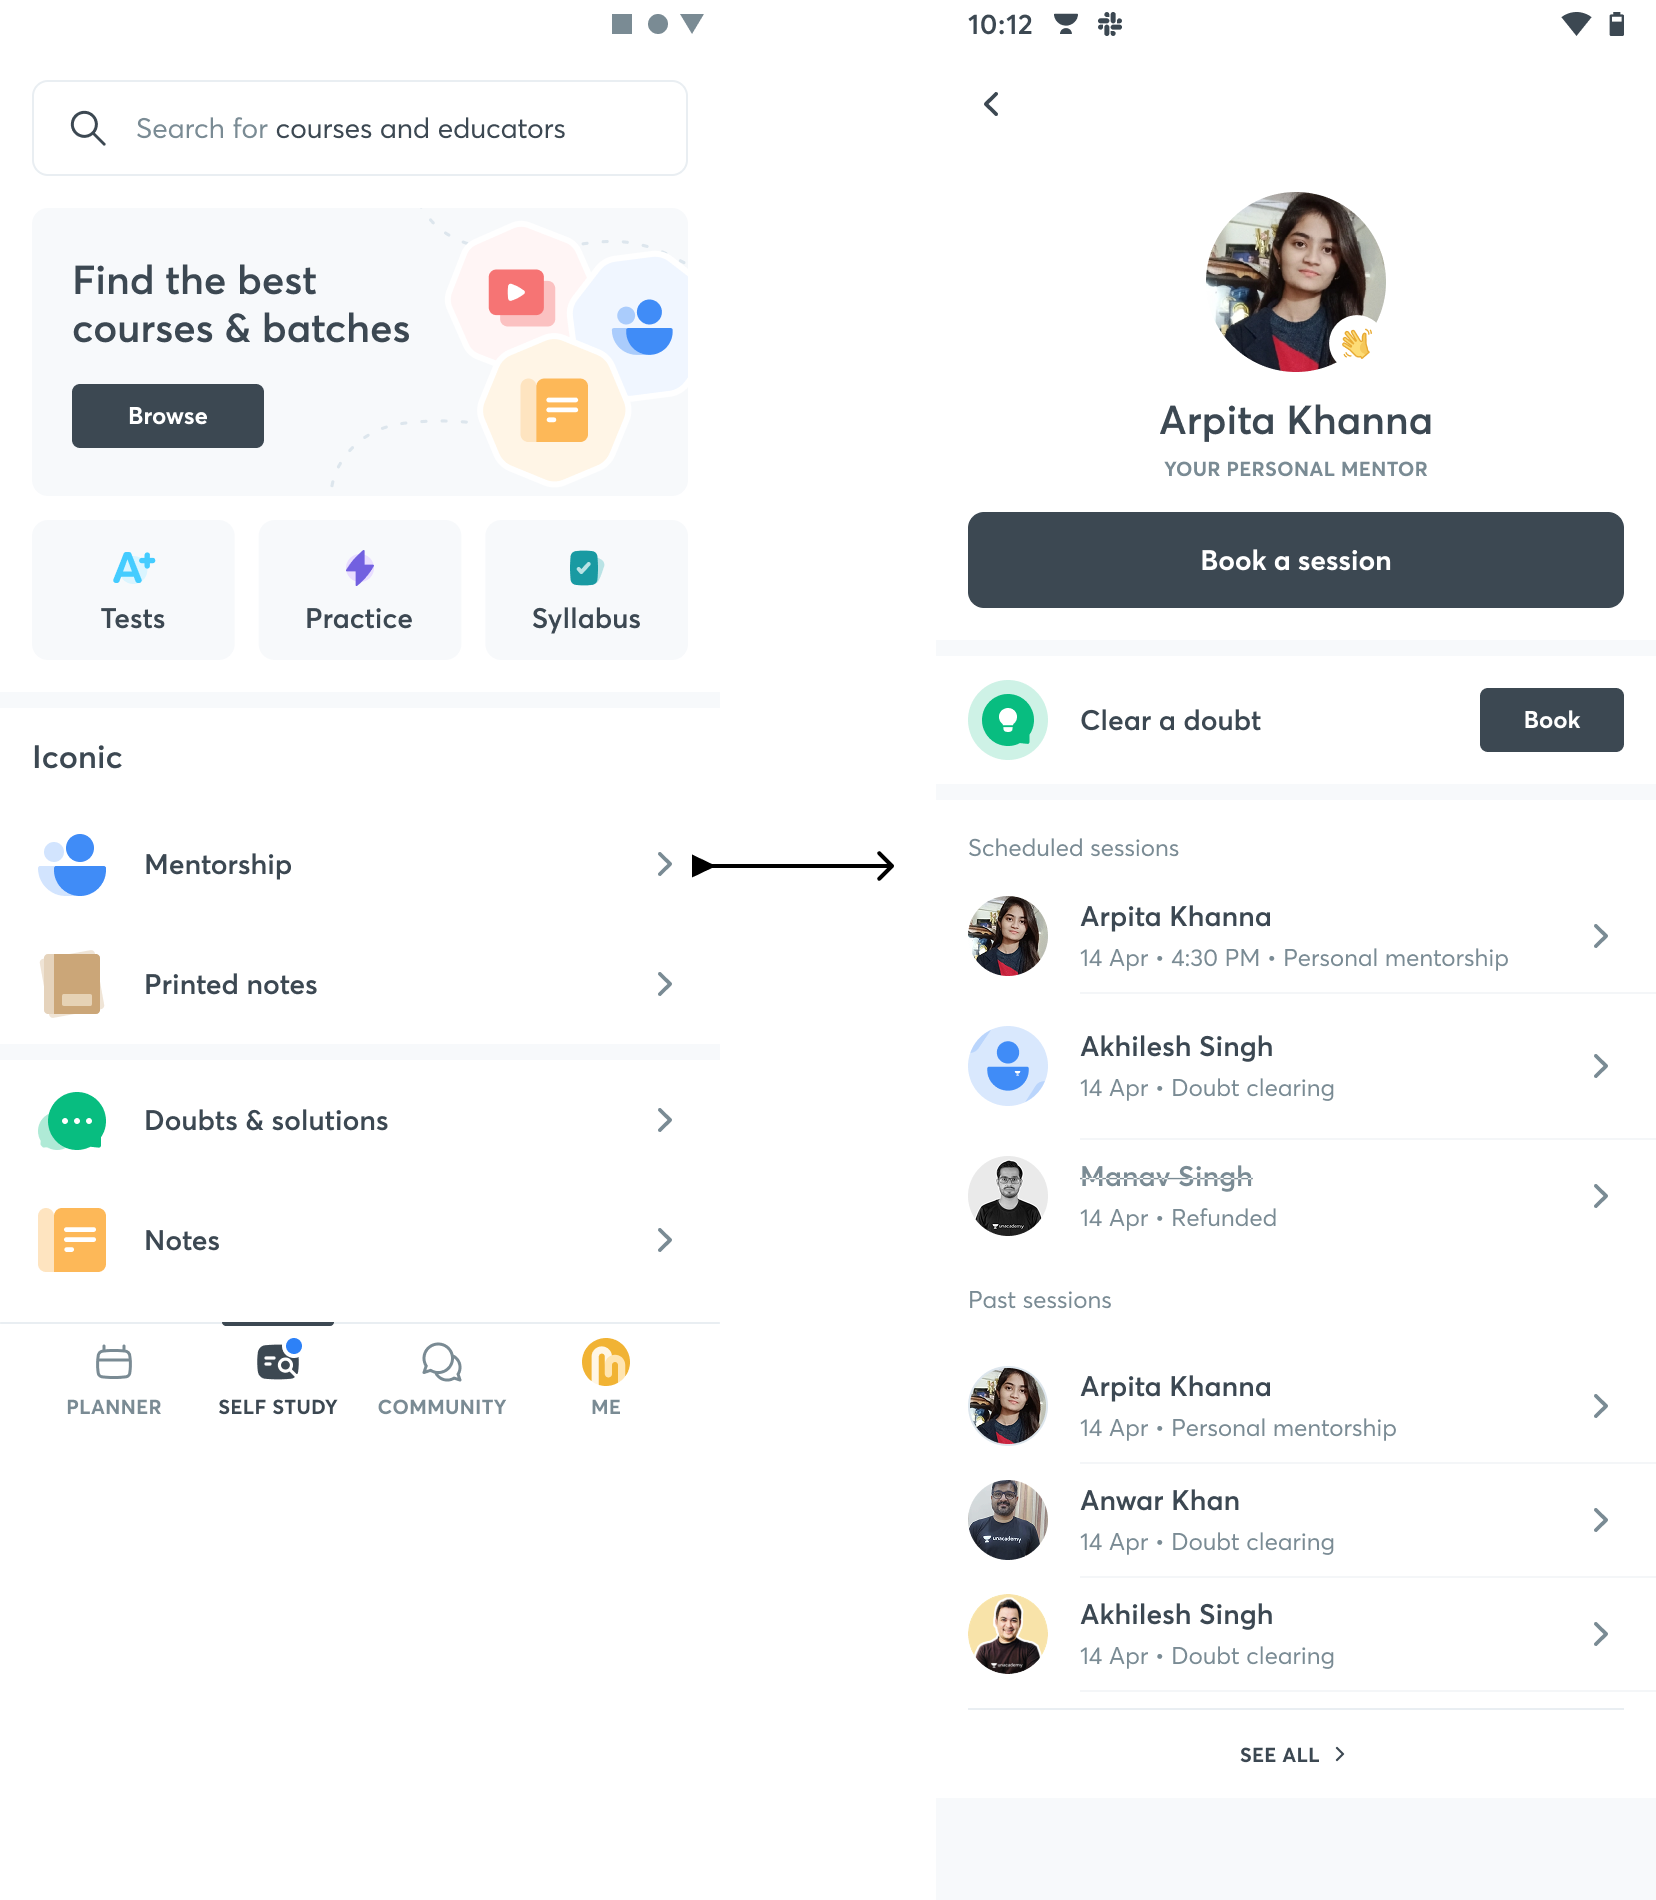 Search for courses and educators
Find the best
courses & batches
Browse
Tests
Practice
Syllabus
Iconic
Mentorship
Printed notes
Doubts & solutions
Notes
PLANNER
SELF STUDY
COMMUNITY
ME
10:12
Arpita Khanna
YOUR PERSONAL MENTOR
Book a session
Clear a doubt
Book
Scheduled sessions
Arpita Khanna
14 Apr • 4:30 PM • Personal mentorship
Akhilesh Singh
14 Apr • Doubt clearing
Manav Singh
14 Apr • Refunded
unacademy
Past sessions
Arpita Khanna
14 Apr • Personal mentorship
Anwar Khan
14 Apr • Doubt clearing
unacademy
Akhilesh Singh
14 Apr • Doubt clearing
unacademy
SEE ALL